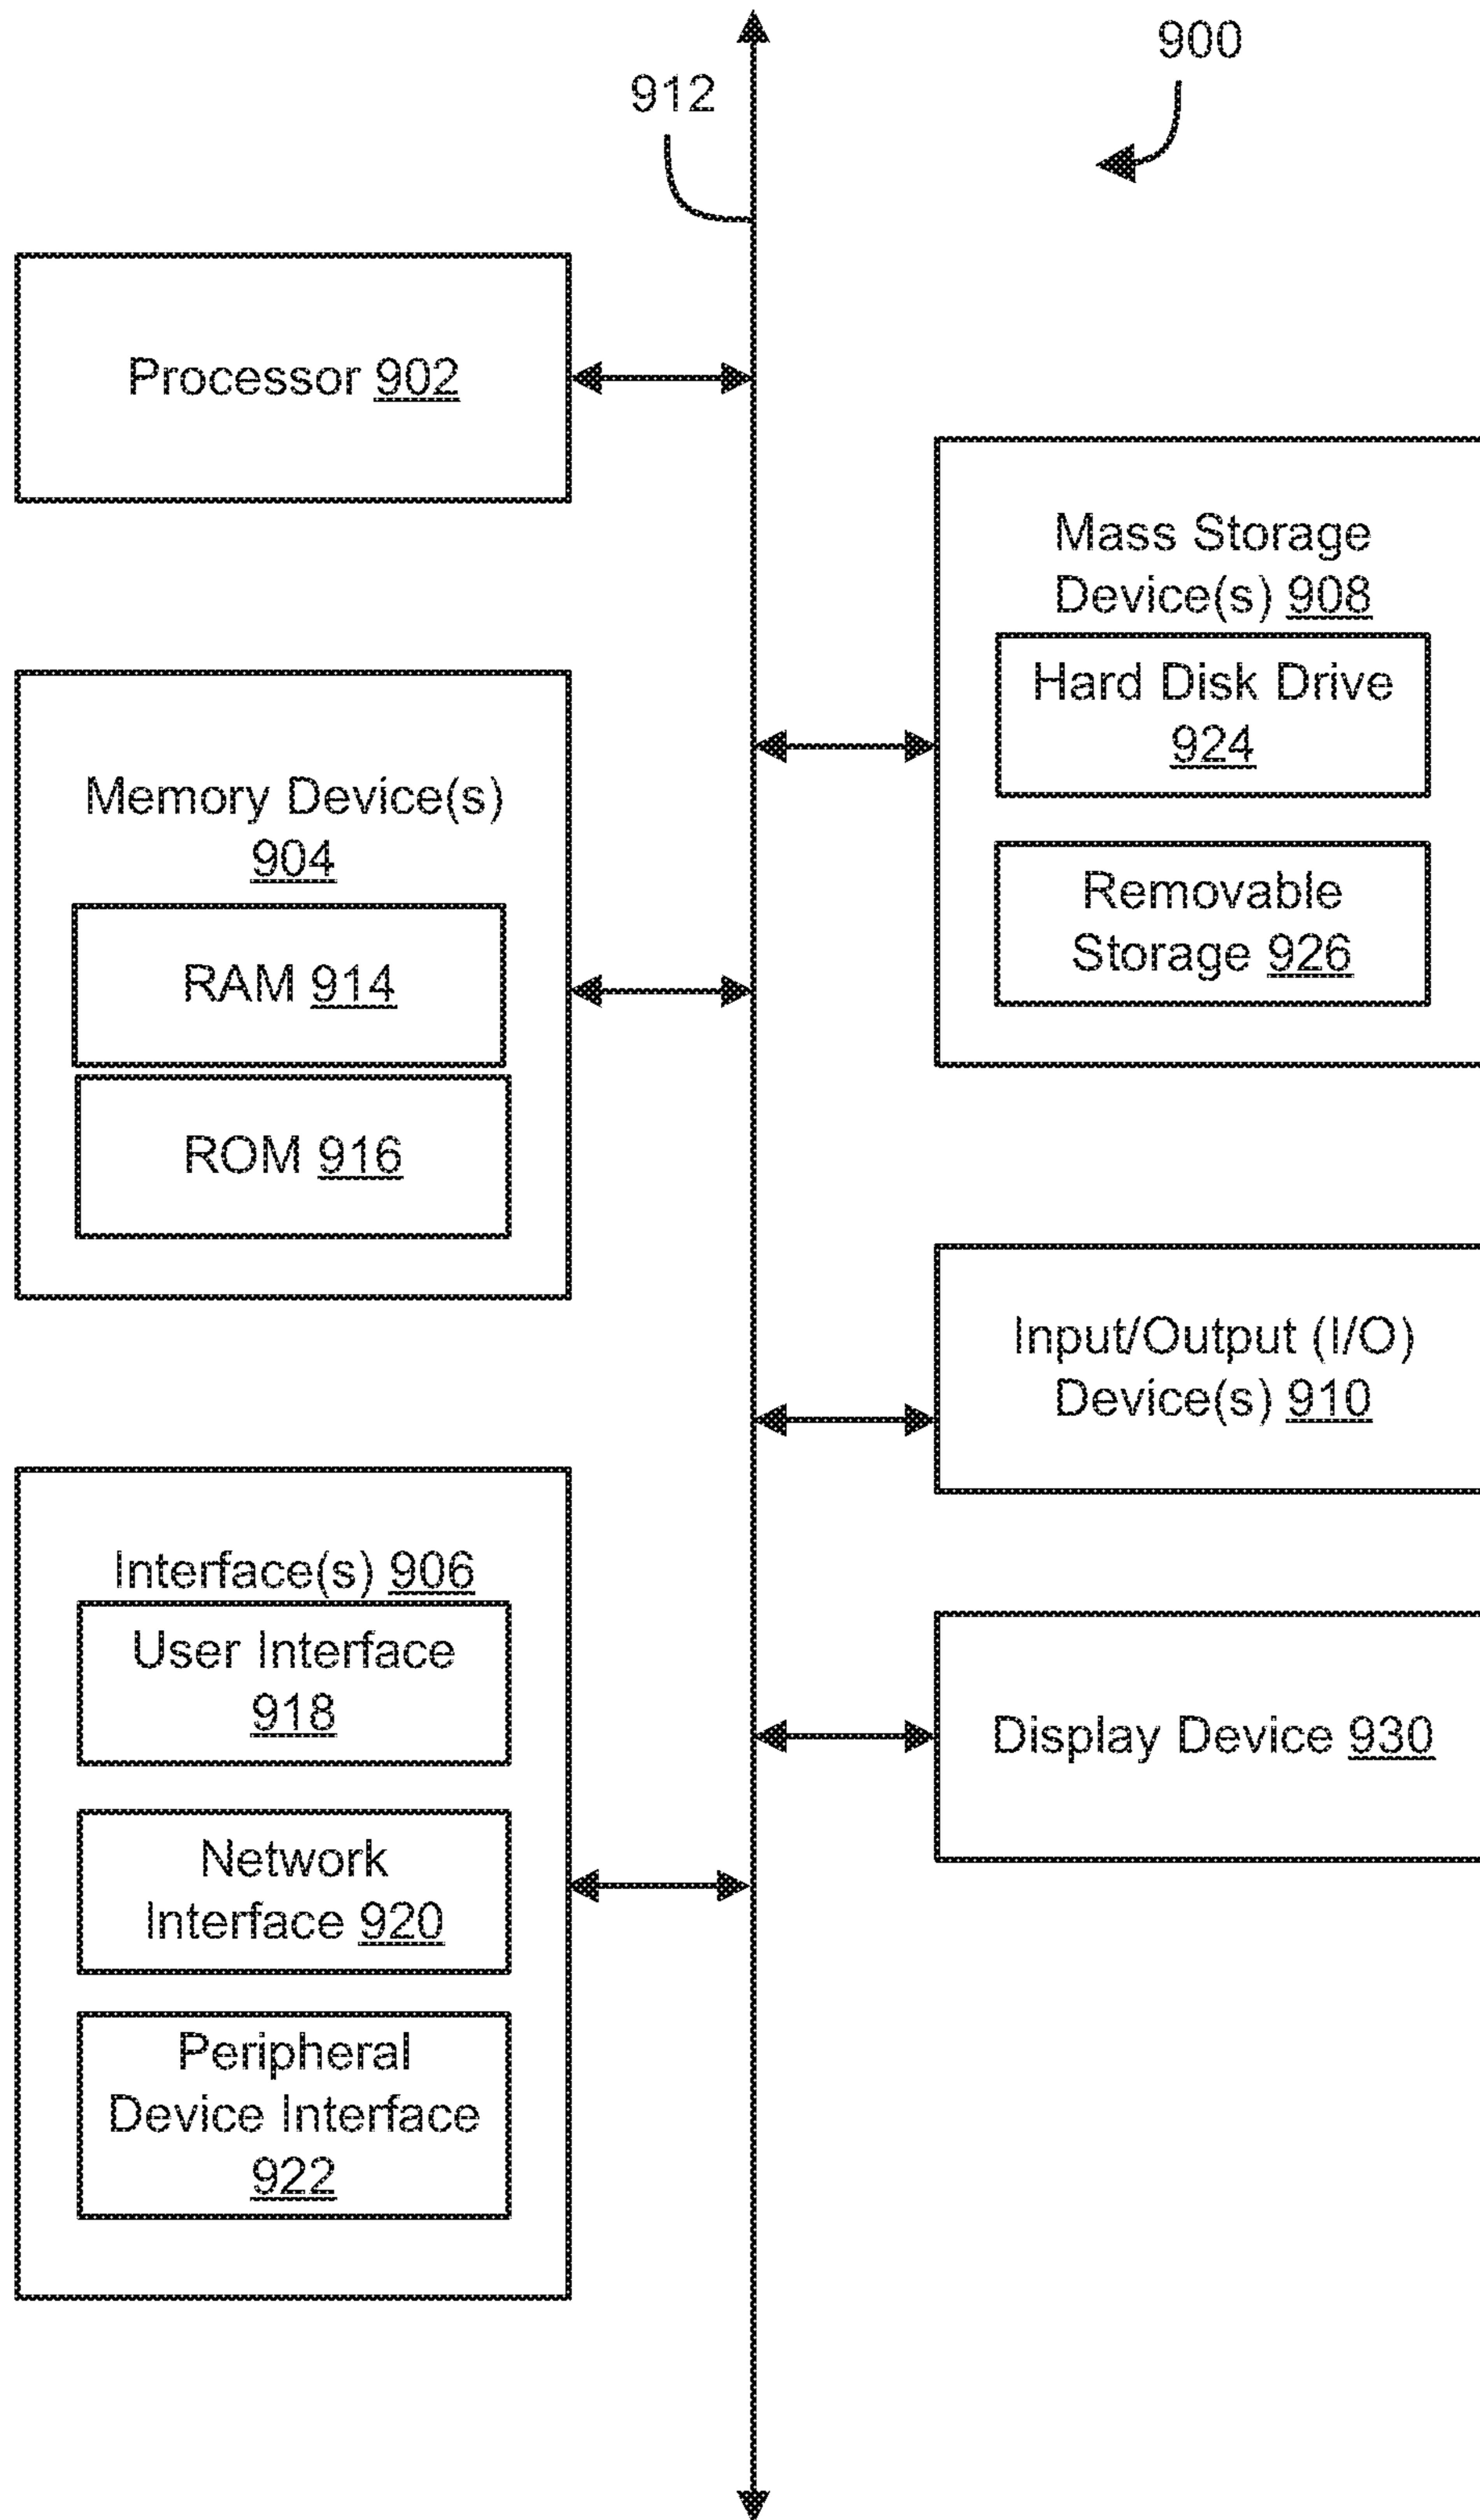 900
912
Processor 902
Mass Storage
Device(s) 908
Hard Disk Drive
924
Removable
Storage 926
Memory Device(s)
904
RAM 914
ROM 916
Input/Output (I/O)
Device(s) 910
Interface(s) 906
User Interface
918
Network
Interface 920
Peripheral
Device Interface
922
Display Device 930